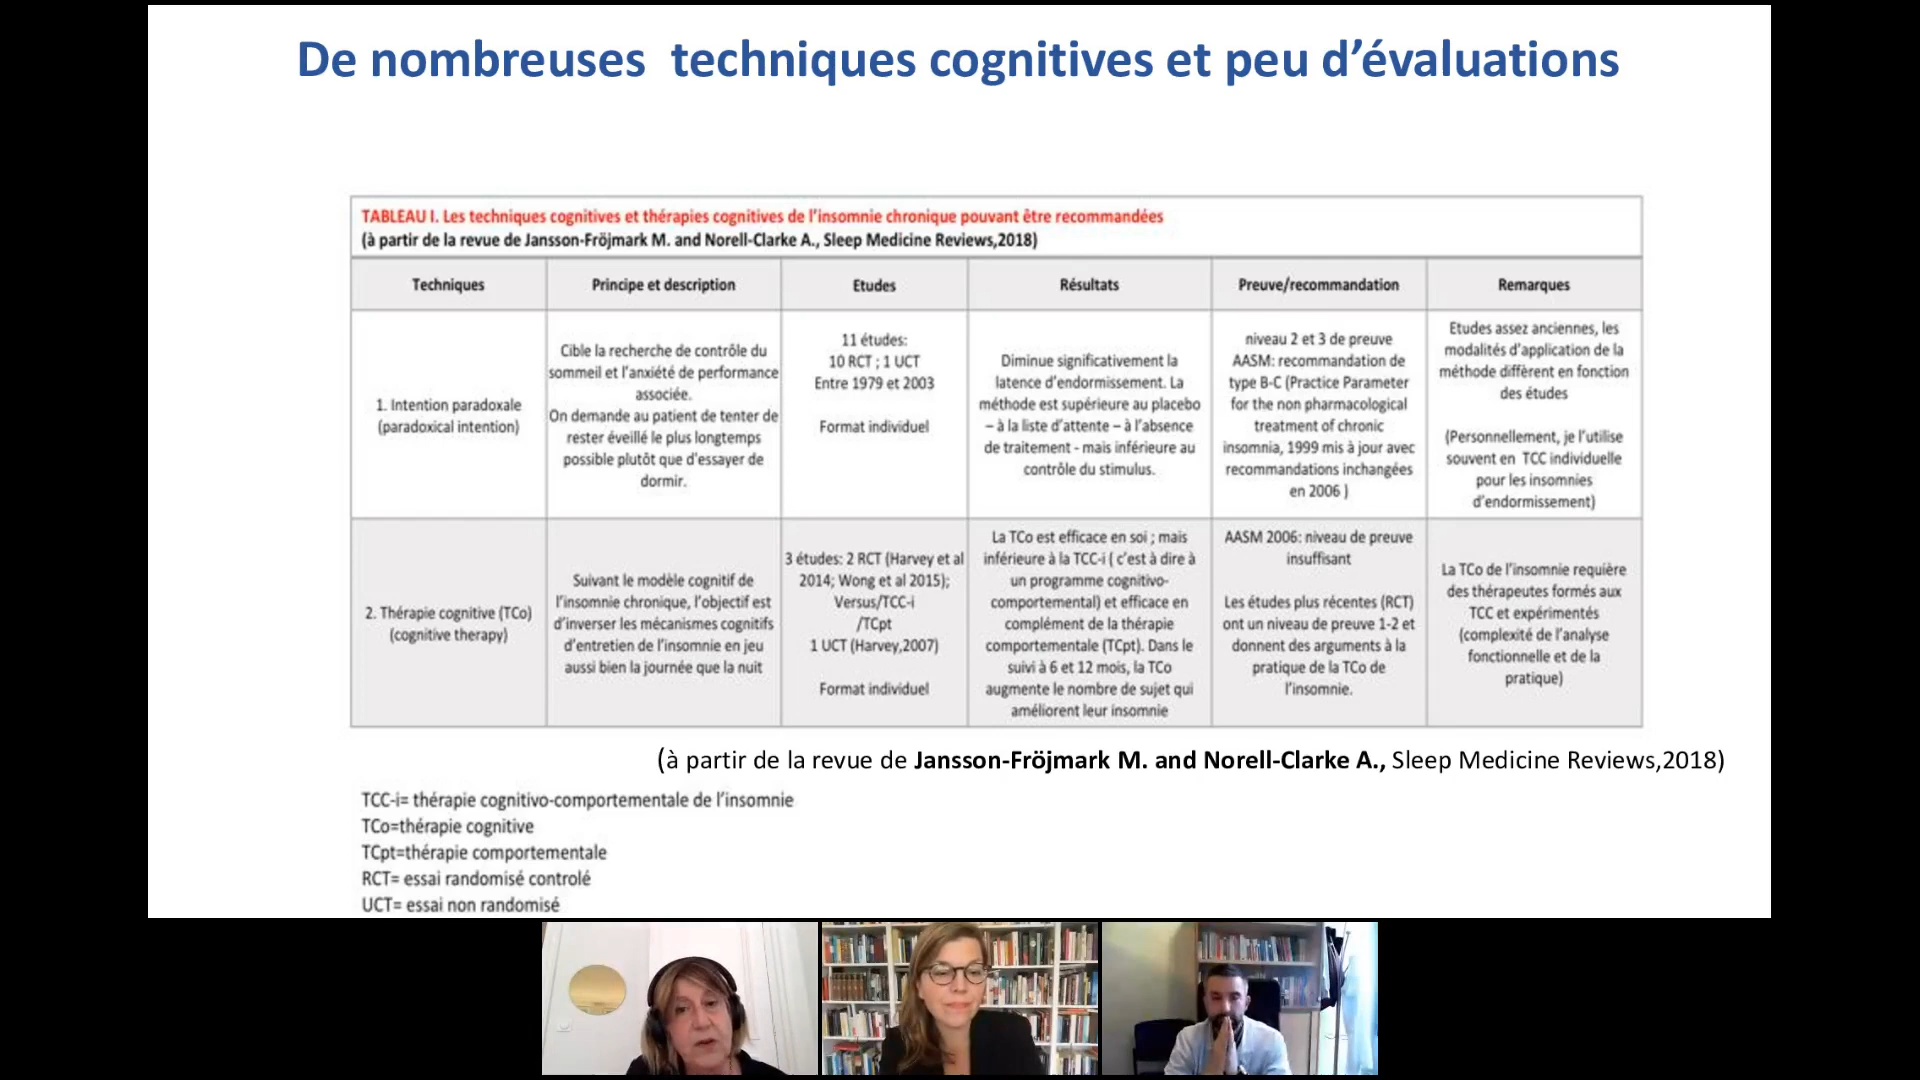 De nombreuses techniques cognitives et peu d’évaluations
TABLEAU I. Les techniques cognitives et thérapies cognitives de l’insomnie chronique pouvant être recommandées
(à partir de la revue de Jansson-Fröjmark M. and Norell-Clarke A., Sleep Medicine Reviews,2018)
Techniques
Principe et description
Etudes
Résultats
Preuve/recommandation
Remarques
1. Intention paradoxale
(paradoxical intention)
Cible la recherche de contrôle du
sommeil et l’anxiété de performance
associée.
On demande au patient de tenter de
rester éveillé le plus longtemps
possible plutôt que d’essayer de
dormir.
11 études:
10 RCT ; 1 UCT
Entre 1979 et 2003
Format individuel
Diminue significativement la
latence d’endormissement. La
méthode est supérieure au placebo
– à la liste d’attente – à l’absence
de traitement - mais inférieure au
contrôle du stimulus.
niveau 2 et 3 de preuve
AASM: recommandation de
type B-C (Practice Parameter
for the non pharmacological
treatment of chronic
insomnia, 1999 mis à jour avec
recommandations inchangées
en 2006 )
Etudes assez anciennes, les
modalités d’application de la
méthode diffèrent en fonction
des études
(Personnellement, je l’utilise
souvent en TCC individuelle
pour les insomnies
d’endormissement)
2. Thérapie cognitive (TCo)
(cognitive therapy)
Suivant le modèle cognitif de
l’insomnie chronique, l’objectif est
d’inverser les mécanismes cognitifs
d’entretien de l’insomnie en jeu
aussi bien la journée que la nuit
3 études: 2 RCT (Harvey et al
2014; Wong et al 2015);
Versus/TCC-i
/TCpt
1 UCT (Harvey,2007)
Format individuel
La TCo est efficace en soi ; mais
inférieure à la TCC-i ( c’est à dire à
un programme cognitivo-
comportemental) et efficace en
complément de la thérapie
comportementale (TCpt). Dans le
suivi à 6 et 12 mois, la TCo
augmente le nombre de sujet qui
améliorent leur insomnie
AASM 2006: niveau de preuve
insuffisant
Les études plus récentes (RCT)
ont un niveau de preuve 1-2 et
donnent des arguments à la
pratique de la TCo de
l’insomnie.
La TCo de l’insomnie requière
des thérapeutes formés aux
TCC et expérimentés
(complexité de l’analyse
fonctionnelle et de la
pratique)
(à partir de la revue de Jansson-Fröjmark M. and Norell-Clarke A., Sleep Medicine Reviews,2018)
TCC-i= thérapie cognitivo-comportementale de l’insomnie
TCo=thérapie cognitive
TCpt=thérapie comportementale
RCT= essai randomisé controlé
UCT= essai non randomisé